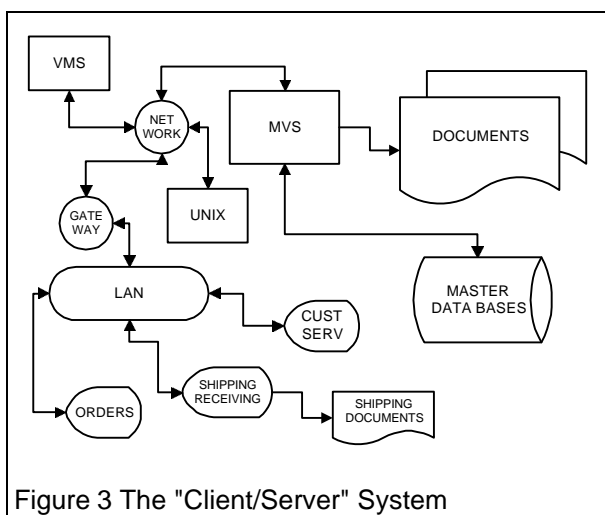 VMS
NET
WORK
MVS
DOCUMENTS
GATE
WAY
UNIX
LAN
MASTER
DATA BASES
CUST
SERV
SHIPPING
RECEIVING
ORDERS
SHIPPING
DOCUMENTS
Figure 3 The "Client/Server" System